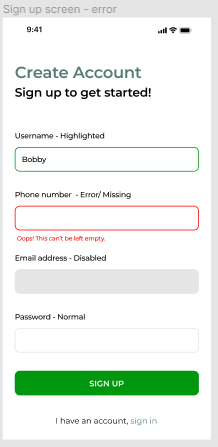 Sign up screen - error
9:41
Create Account
Sign up to get started!
Username - Highlighted
Bobby
Phone number - Error/ Missing
Oops! This can't be left empty.
Email address - Disabled
Password - Normal
SIGN UP
I have an account, sign in